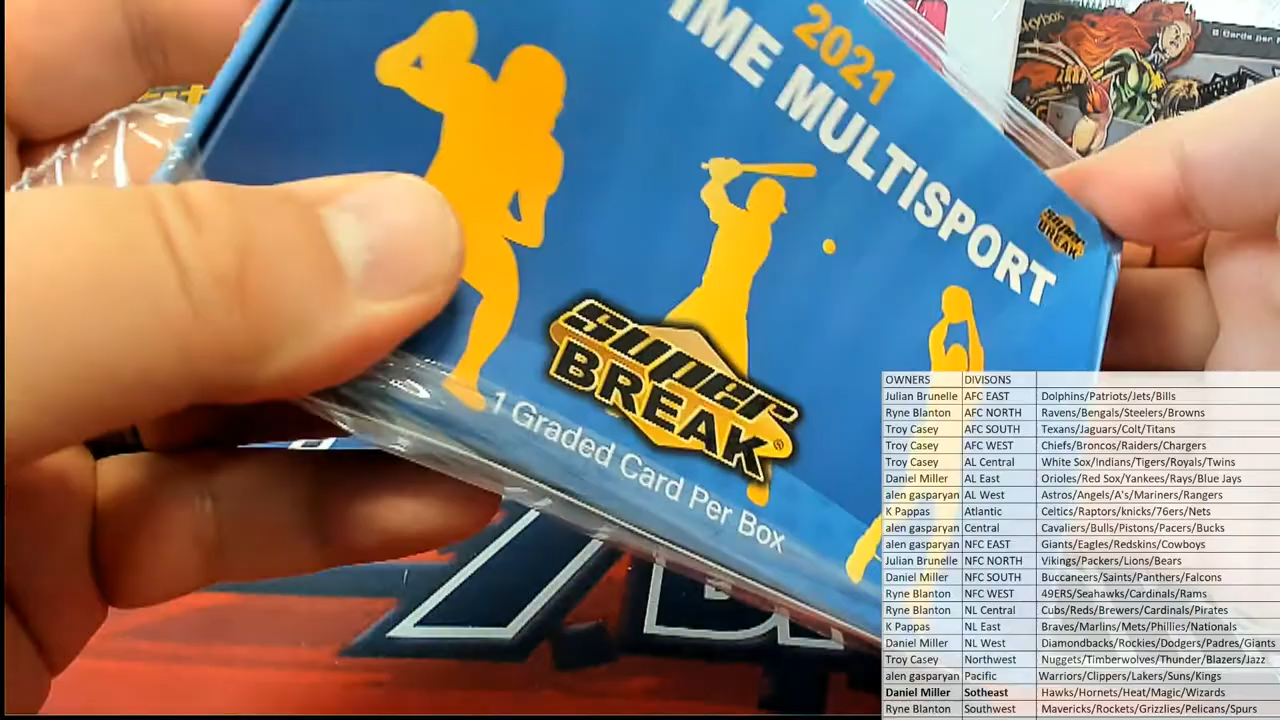 2021
IME MULTISPORT
super
BREAK
super
BREAK®
1 Graded Card Per Box
skybox
8 Cards per
OWNERS DIVISONS
Julian Brunelle AFC EAST Dolphins/Patriots/Jets/Bills
Ryne Blanton AFC NORTH Ravens/Bengals/Steelers/Browns
Troy Casey AFC SOUTH Texans/Jaguars/Colt/Titans
Troy Casey AFC WEST Chiefs/Broncos/Raiders/Chargers
Troy Casey AL Central White Sox/Indians/Tigers/Royals/Twins
Daniel Miller AL East Orioles/Red Sox/Yankees/Rays/Blue Jays
alen gasparyan AL West Astros/Angels/A's/Mariners/Rangers
K Pappas Atlantic Celtics/Raptors/knicks/76ers/Nets
alen gasparyan Central Cavaliers/Bulls/Pistons/Pacers/Bucks
alen gasparyan NFC EAST Giants/Eagles/Redskins/Cowboys
Julian Brunelle NFC NORTH Vikings/Packers/Lions/Bears
Daniel Miller NFC SOUTH Buccaneers/Saints/Panthers/Falcons
Ryne Blanton NFC WEST 49ERS/Seahawks/Cardinals/Rams
Ryne Blanton NL Central Cubs/Reds/Brewers/Cardinals/Pirates
K Pappas NL East Braves/Marlins/Mets/Phillies/Nationals
Daniel Miller NL West Diamondbacks/Rockies/Dodgers/Padres/Giants
Troy Casey Northwest Nuggets/Timberwolves/Thunder/Blazers/Jazz
alen gasparyan Pacific Warriors/Clippers/Lakers/Suns/Kings
Daniel Miller Sotheast Hawks/Hornets/Heat/Magic/Wizards
Ryne Blanton Southwest Mavericks/Rockets/Grizzlies/Pelicans/Spurs